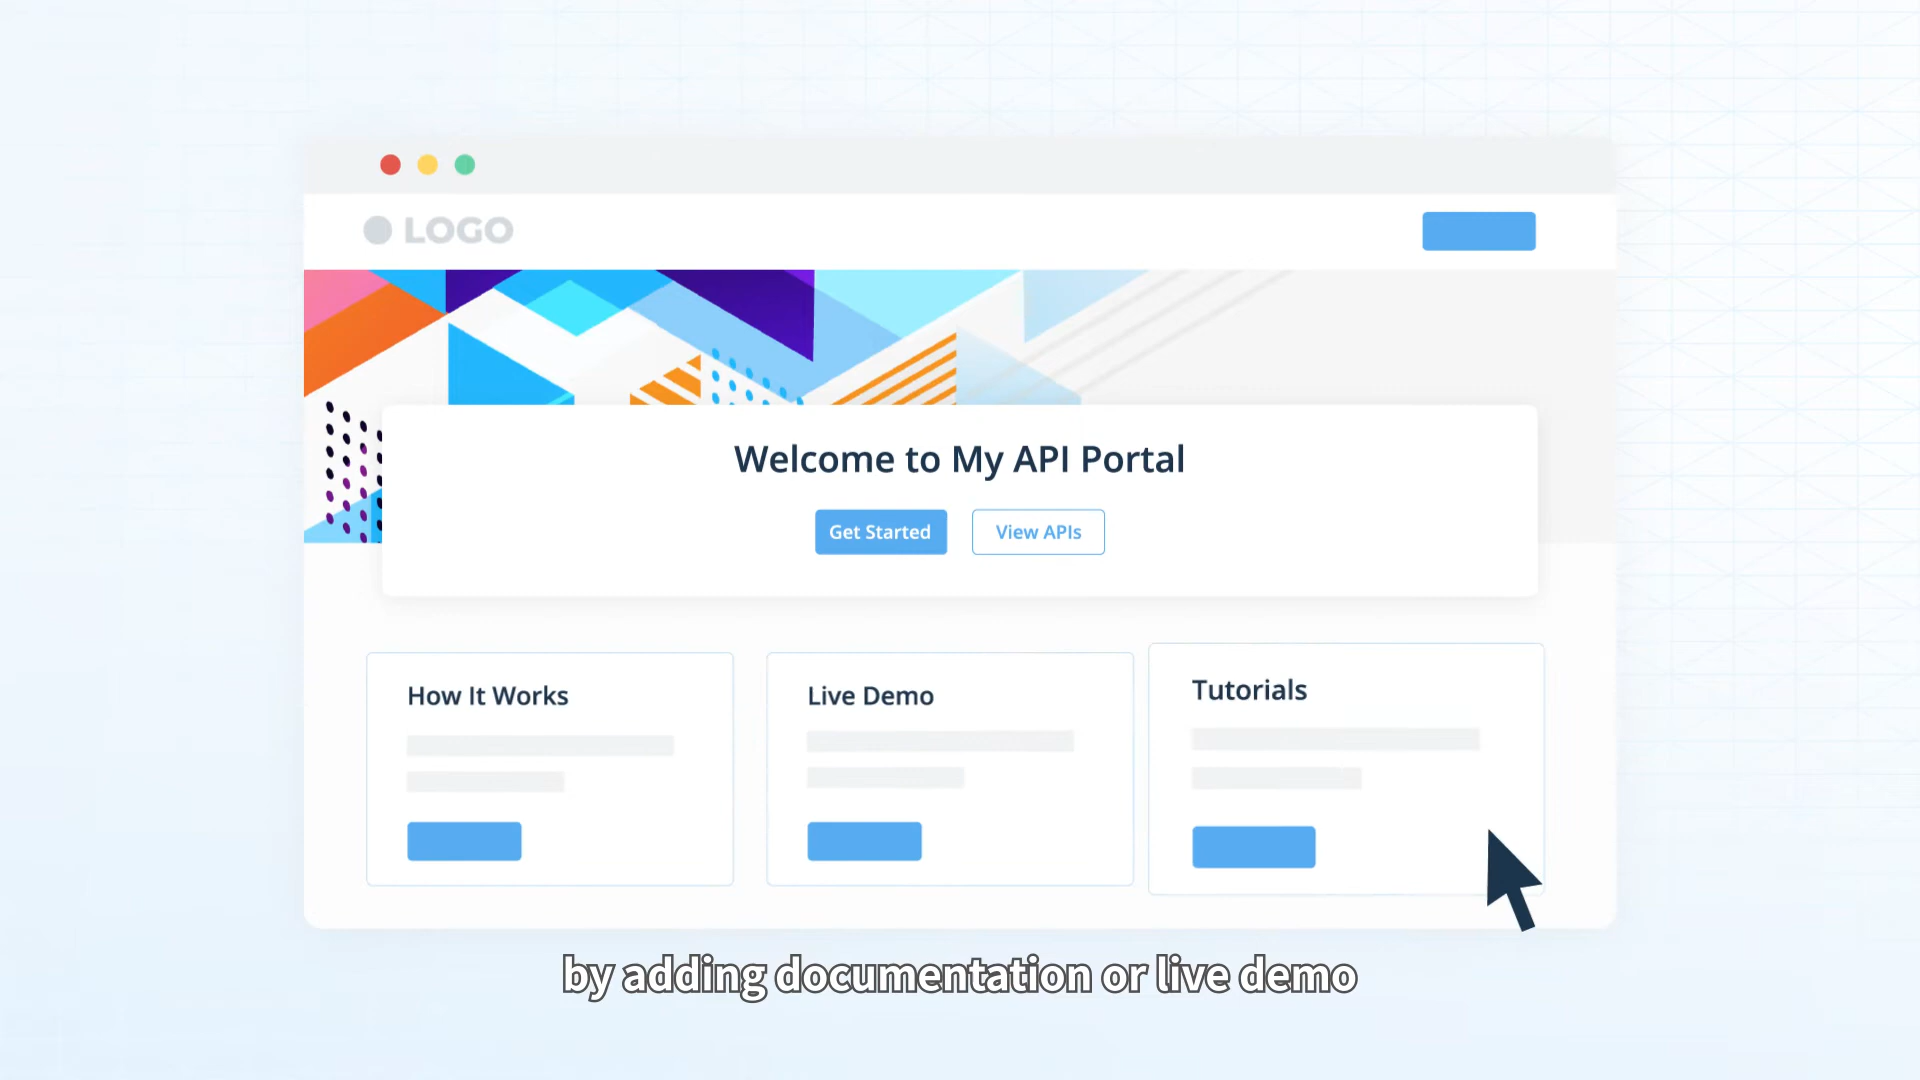 LOGO
Welcome to My API Portal
Get Started
View APIs
How It Works
Live Demo
Tutorials
by adding documentation or live demo